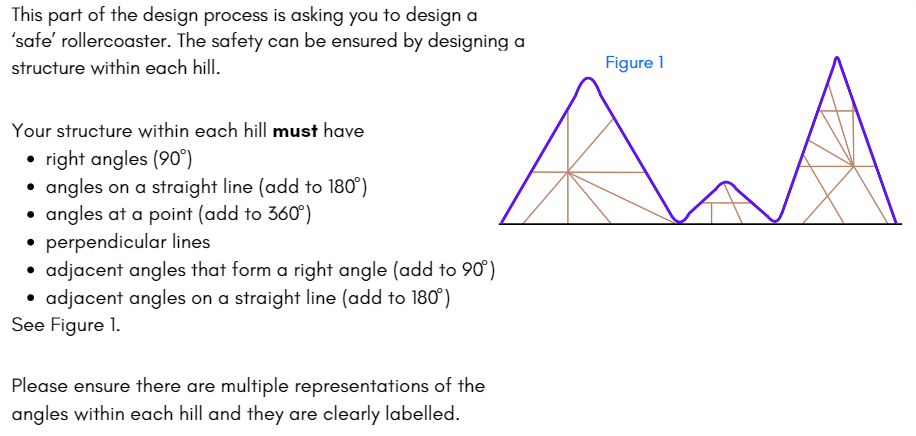 This part of the design process is asking you to design a
‘safe’ rollercoaster. The safety can be ensured by designing a
structure within each hill.
Figure 1
Your structure within each hill must have
• right angles (90°)
• angles on a straight line (add to 180°)
• angles at a point (add to 360°)
• perpendicular lines
• adjacent angles that form a right angle (add to 90°)
• adjacent angles on a straight line (add to 180°)
See Figure 1.
Please ensure there are multiple representations of the
angles within each hill and they are clearly labelled.